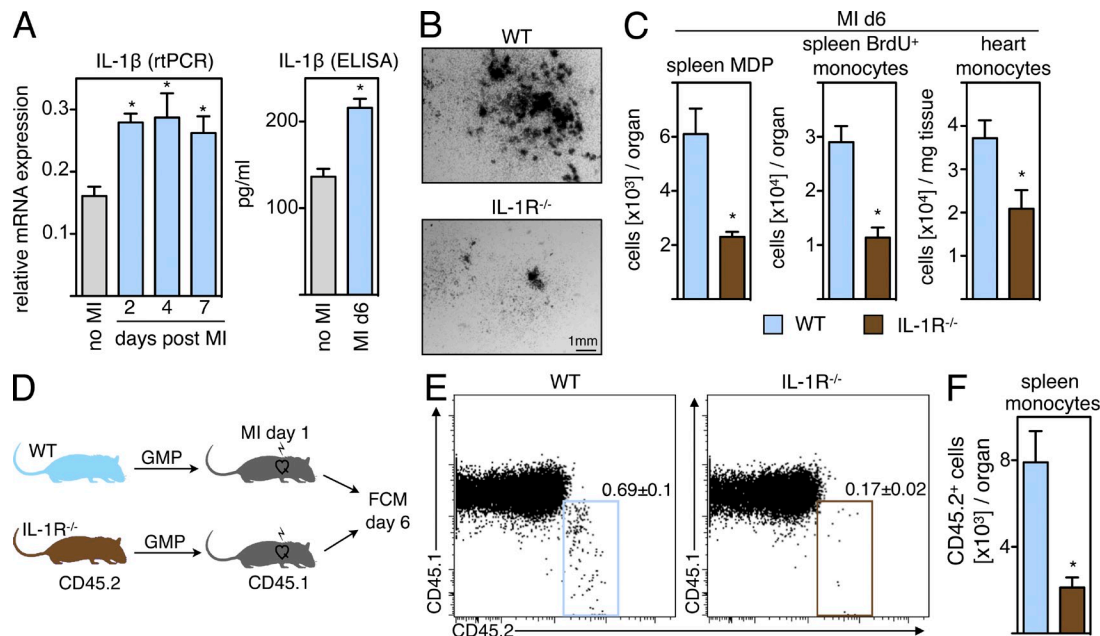 A
IL-1β (rtPCR)
relative mRNA expression
0.3
0.2
0.1
*
*
*
no MI
2 4 7
days post MI
IL-1β (ELISA)
pg/ml
200
100
*
no MI
MI d6
B
WT
IL-1R-/-
1mm
C
MI d6
spleen MDP
cells [x10³] / organ
6
4
2
*
spleen BrdU⁺
monocytes
cells [x10⁴] / organ
3
2
1
*
heart
monocytes
cells [x10⁴] / mg tissue
4
3
2
1
*
WT
IL-1R-/-
D
WT
GMP
MI day 1
IL-1R-/-
GMP
CD45.2
CD45.1
FCM
day 6
E
WT
CD45.1
0.69±0.1
IL-1R-/-
CD45.1
0.17±0.02
CD45.2
F
spleen
monocytes
CD45.2⁺ cells
[x10³] / organ
8
4
*